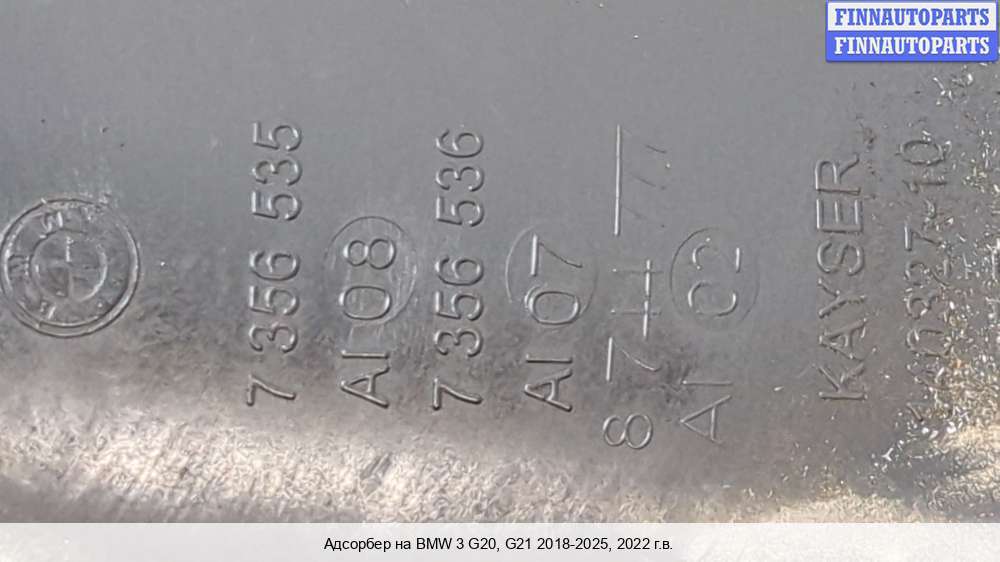 FINNAUTOPARTS
FINNAUTOPARTS
7 356 535
AI 08
7 356 536
AI 07
AI 02
KAYSER
Адсорбер на BMW 3 G20, G21 2018-2025, 2022 г.в.